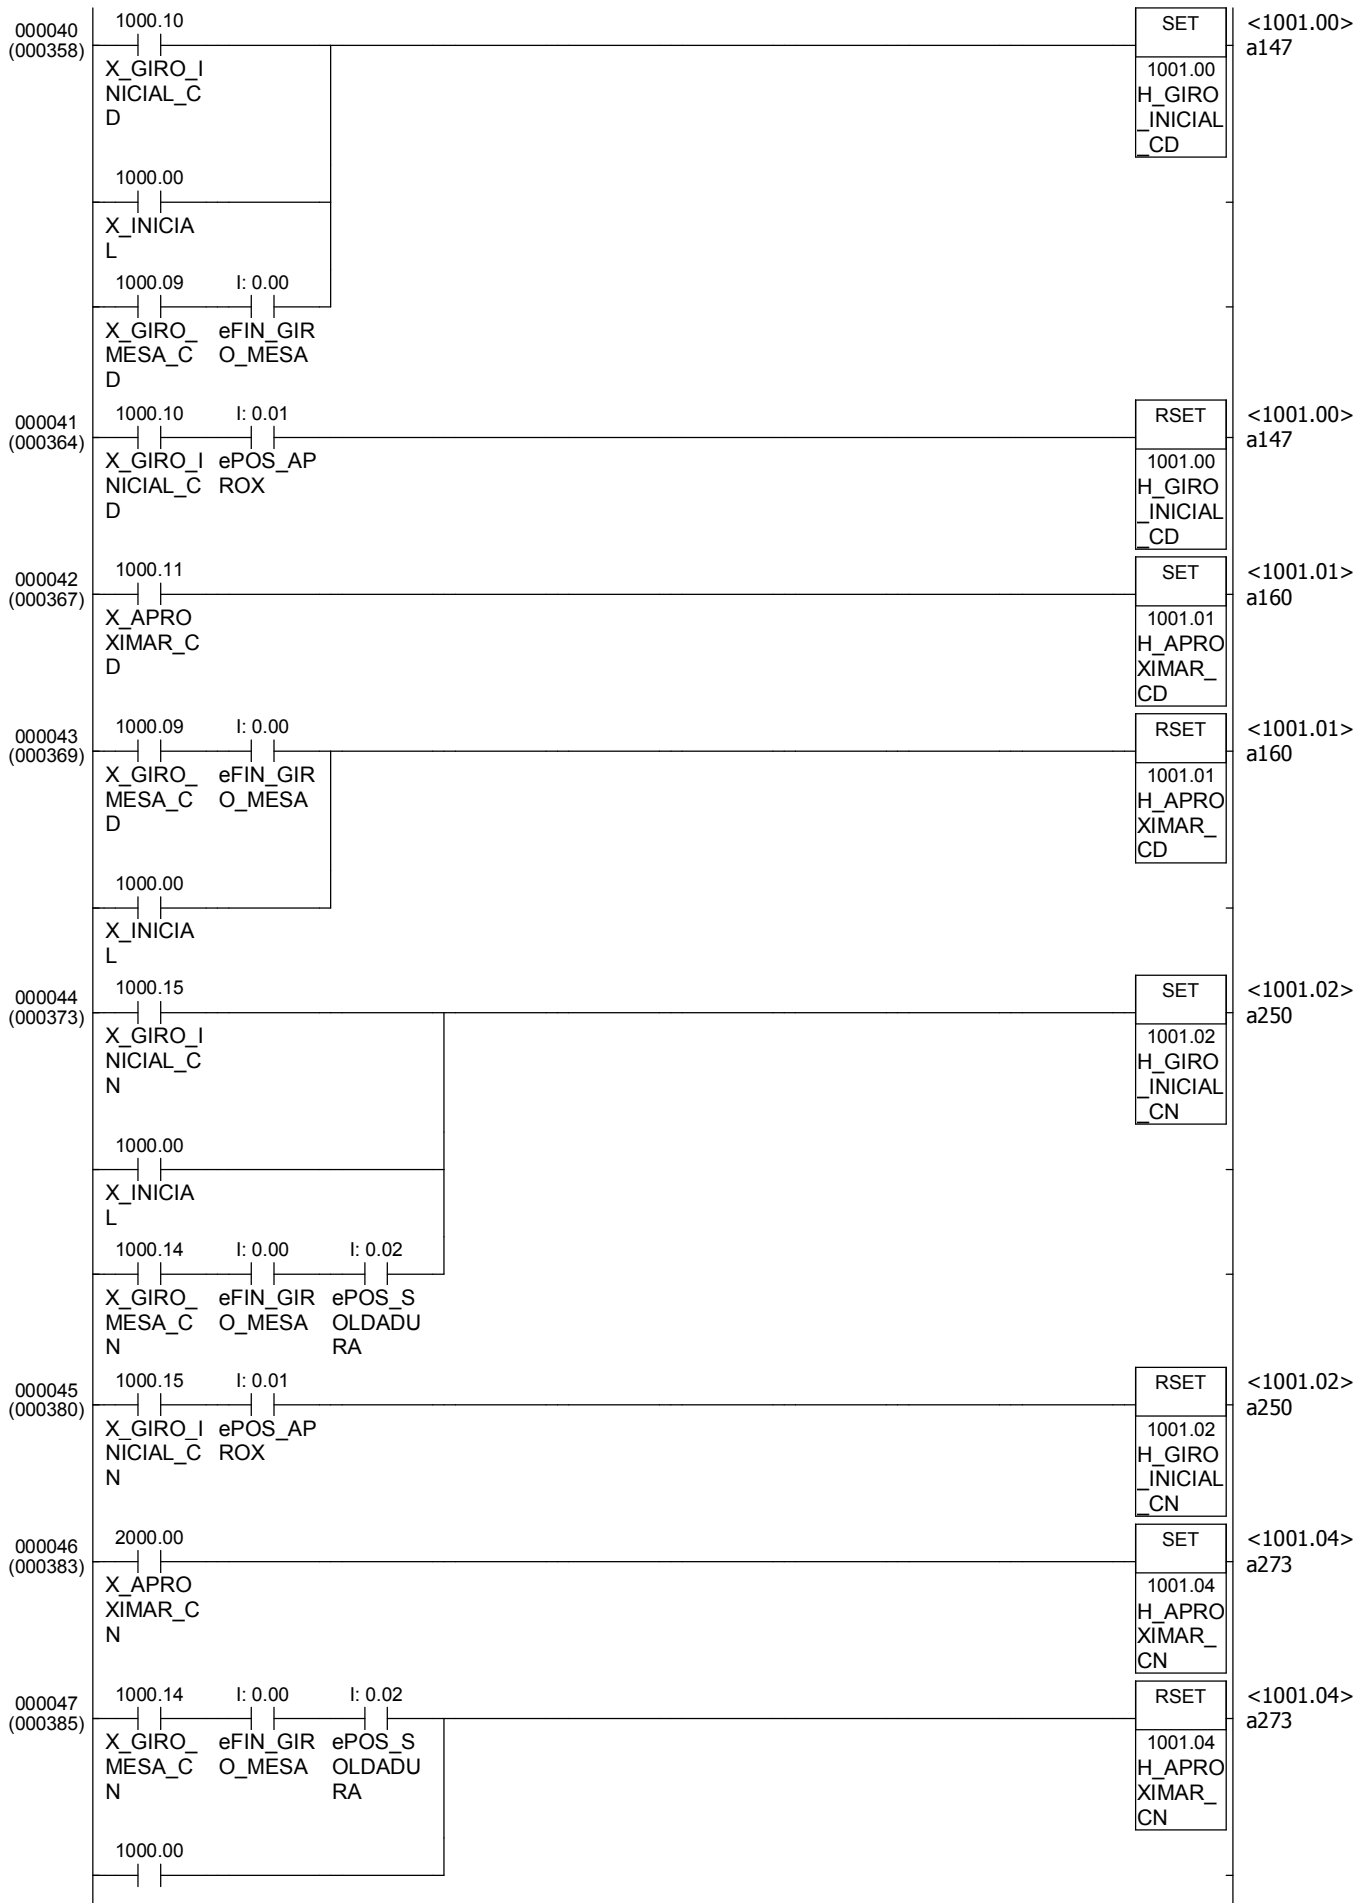 000040
(000358)
1000.10
X_GIRO_I
NICIAL_C
D
SET
1001.00
H_GIRO
_INICIAL
_CD
<1001.00>
a147
1000.00
X_INICIA
L
1000.09
X_GIRO_
MESA_C
D
I: 0.00
eFIN_GIR
O_MESA
000041
(000364)
1000.10
X_GIRO_I
NICIAL_C
D
I: 0.01
ePOS_AP
ROX
RSET
1001.00
H_GIRO
_INICIAL
_CD
<1001.00>
a147
000042
(000367)
1000.11
X_APRO
XIMAR_C
D
SET
1001.01
H_APRO
XIMAR_
CD
<1001.01>
a160
000043
(000369)
1000.09
X_GIRO_
MESA_C
D
I: 0.00
eFIN_GIR
O_MESA
RSET
1001.01
H_APRO
XIMAR_
CD
<1001.01>
a160
1000.00
X_INICIA
L
000044
(000373)
1000.15
X_GIRO_I
NICIAL_C
N
SET
1001.02
H_GIRO
_INICIAL
_CN
<1001.02>
a250
1000.00
X_INICIA
L
1000.14
X_GIRO_
MESA_C
N
I: 0.00
eFIN_GIR
O_MESA
I: 0.02
ePOS_S
OLDADU
RA
000045
(000380)
1000.15
X_GIRO_I
NICIAL_C
N
I: 0.01
ePOS_AP
ROX
RSET
1001.02
H_GIRO
_INICIAL
_CN
<1001.02>
a250
000046
(000383)
2000.00
X_APRO
XIMAR_C
N
SET
1001.04
H_APRO
XIMAR_
CN
<1001.04>
a273
000047
(000385)
1000.14
X_GIRO_
MESA_C
N
I: 0.00
eFIN_GIR
O_MESA
I: 0.02
ePOS_S
OLDADU
RA
RSET
1001.04
H_APRO
XIMAR_
CN
<1001.04>
a273
1000.00